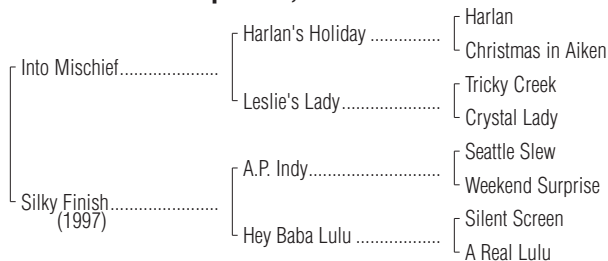 Harlan
Harlan's Holiday ................
Christmas in Aiken
Into Mischief......................
Tricky Creek
Leslie's Lady......................
Crystal Lady
Seattle Slew
A.P. Indy............................
Weekend Surprise
Silky Finish........................
(1997)
Silent Screen
Hey Baba Lulu ..................
A Real Lulu